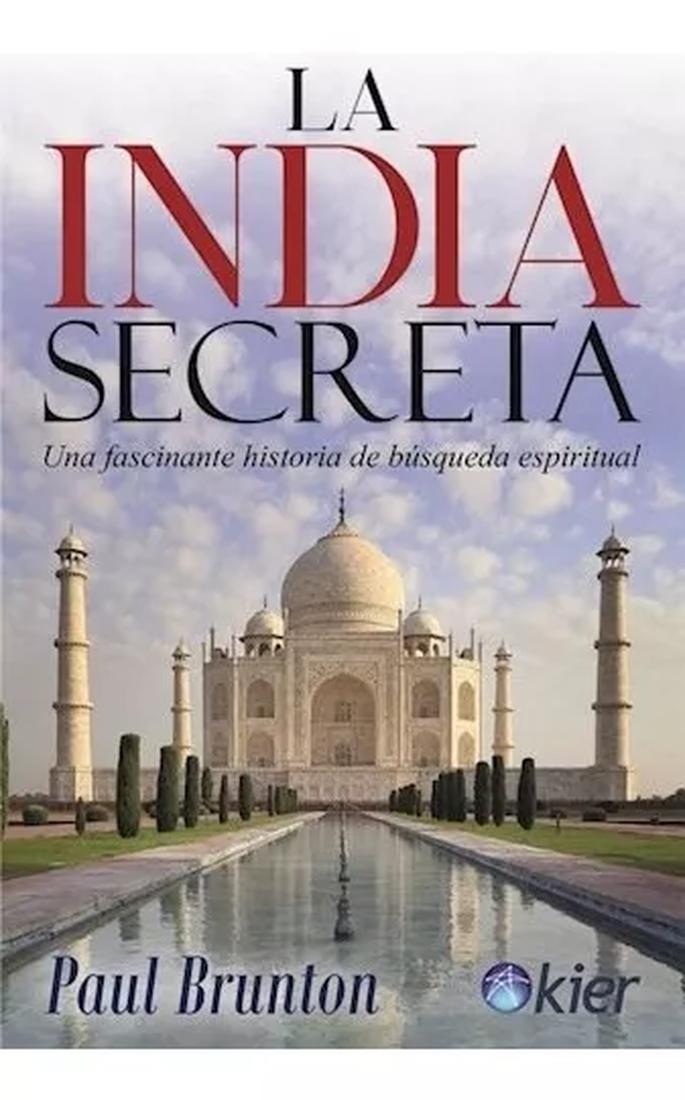 LA
INDIA
SECRETA
Una fascinante historia de búsqueda espiritual
Paul Brunton
kier